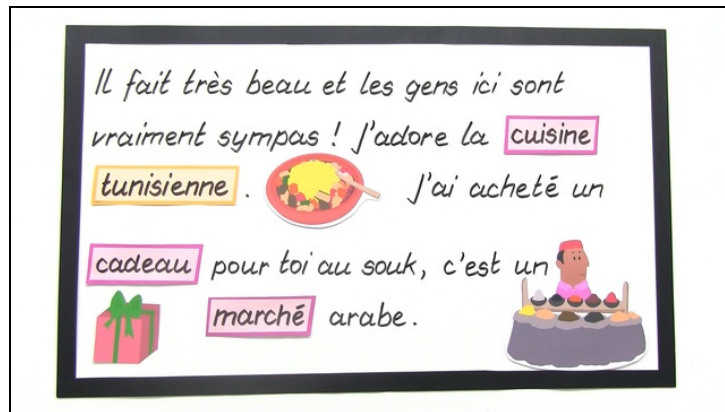 Il fait très beau et les gens ici sont
vraiment sympas ! J'adore la cuisine
tunisienne . J'ai acheté un
cadeau pour toi au souk, c'est un
marché arabe.